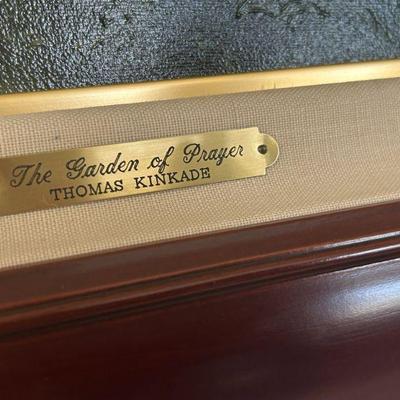 The Garden of Prayer
THOMAS KINKADE